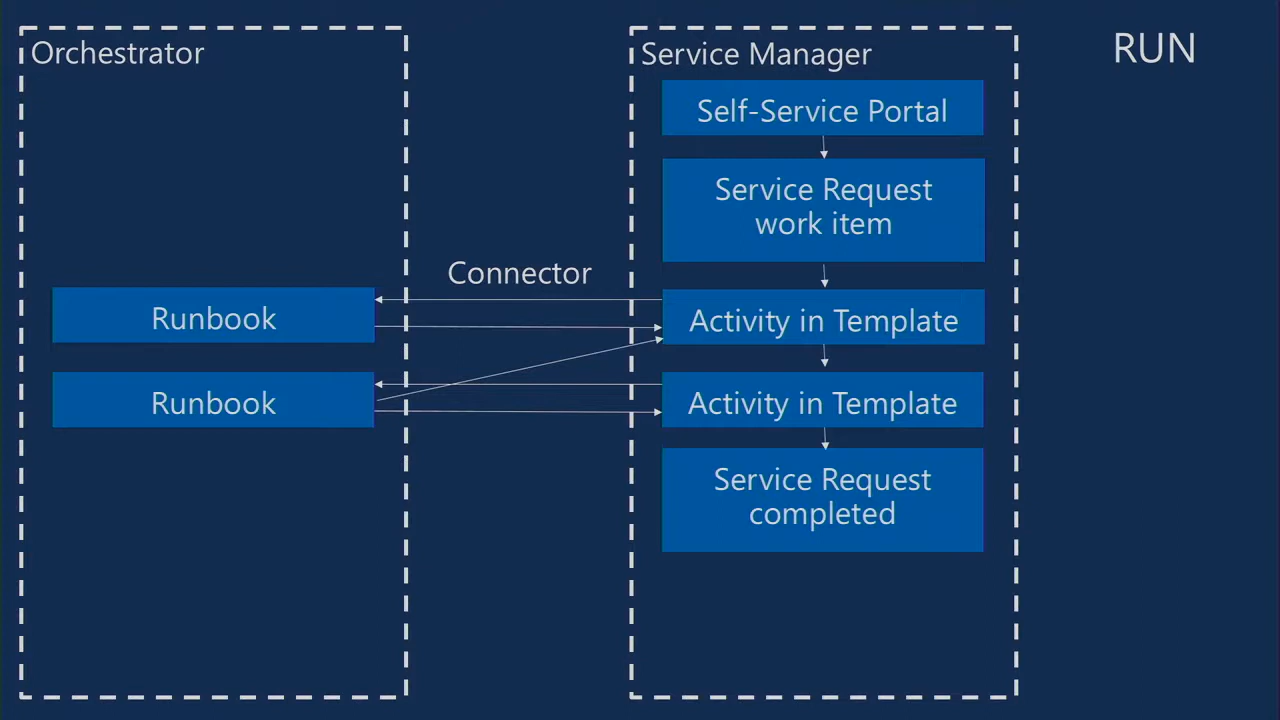 Orchestrator
Service Manager
RUN
Self-Service Portal
Service Request
work item
Connector
Runbook
Activity in Template
Runbook
Activity in Template
Service Request
completed